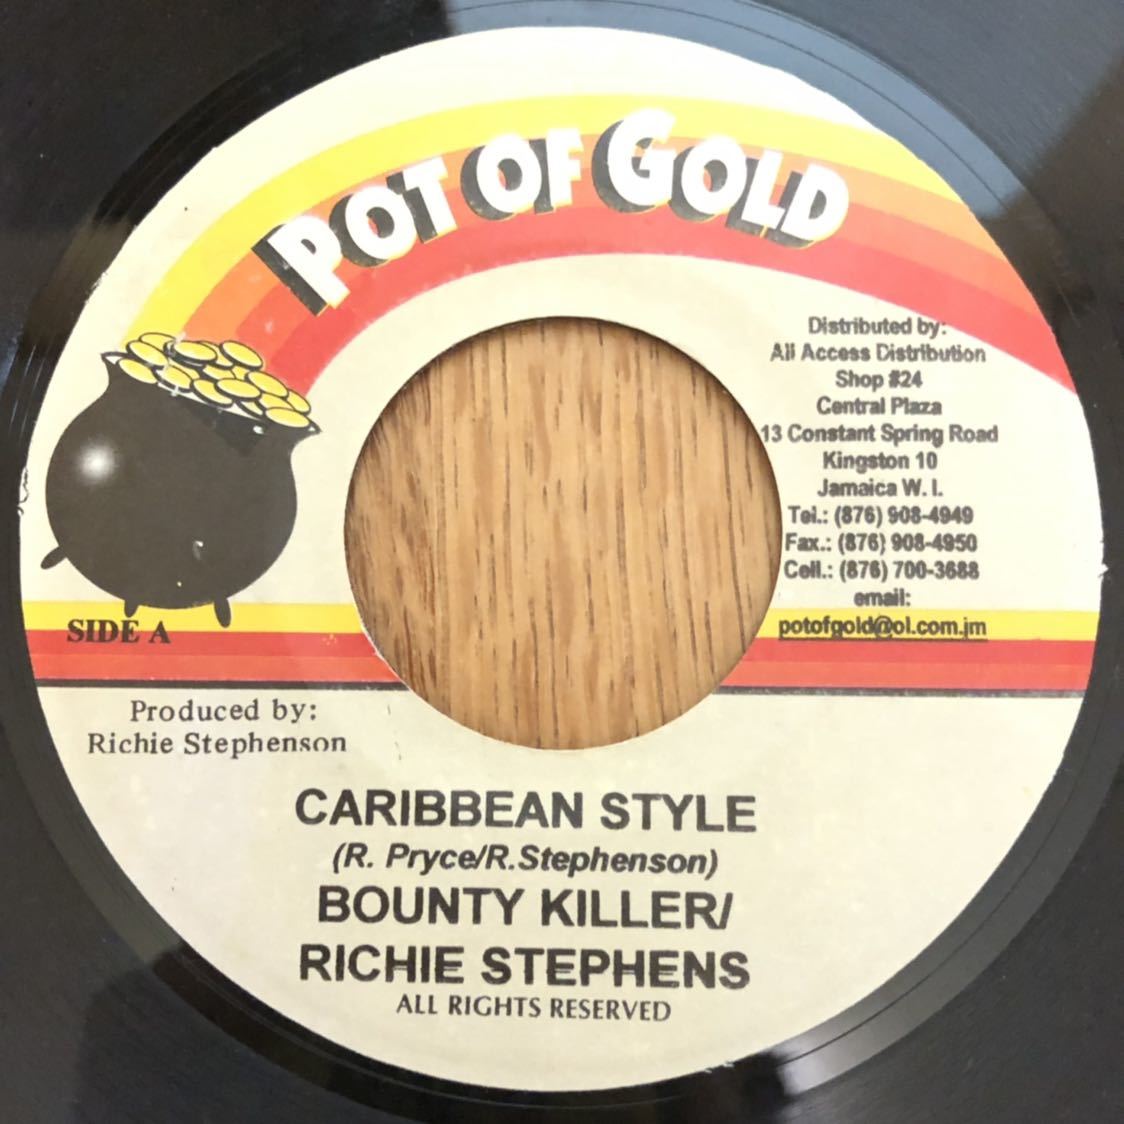 POT OF GOLD
Distributed by:
All Access Distribution
Shop #24
Central Plaza
13 Constant Spring Road
Kingston 10
Jamaica W. I.
Tel.: (876) 908-4949
Fax.: (876) 908-4950
Cell.: (876) 700-3688
email:
potofgold@ol.com.jm
SIDE A
Produced by:
Richie Stephenson
CARIBBEAN STYLE
(R. Pryce/R.Stephenson)
BOUNTY KILLER/
RICHIE STEPHENS
ALL RIGHTS RESERVED